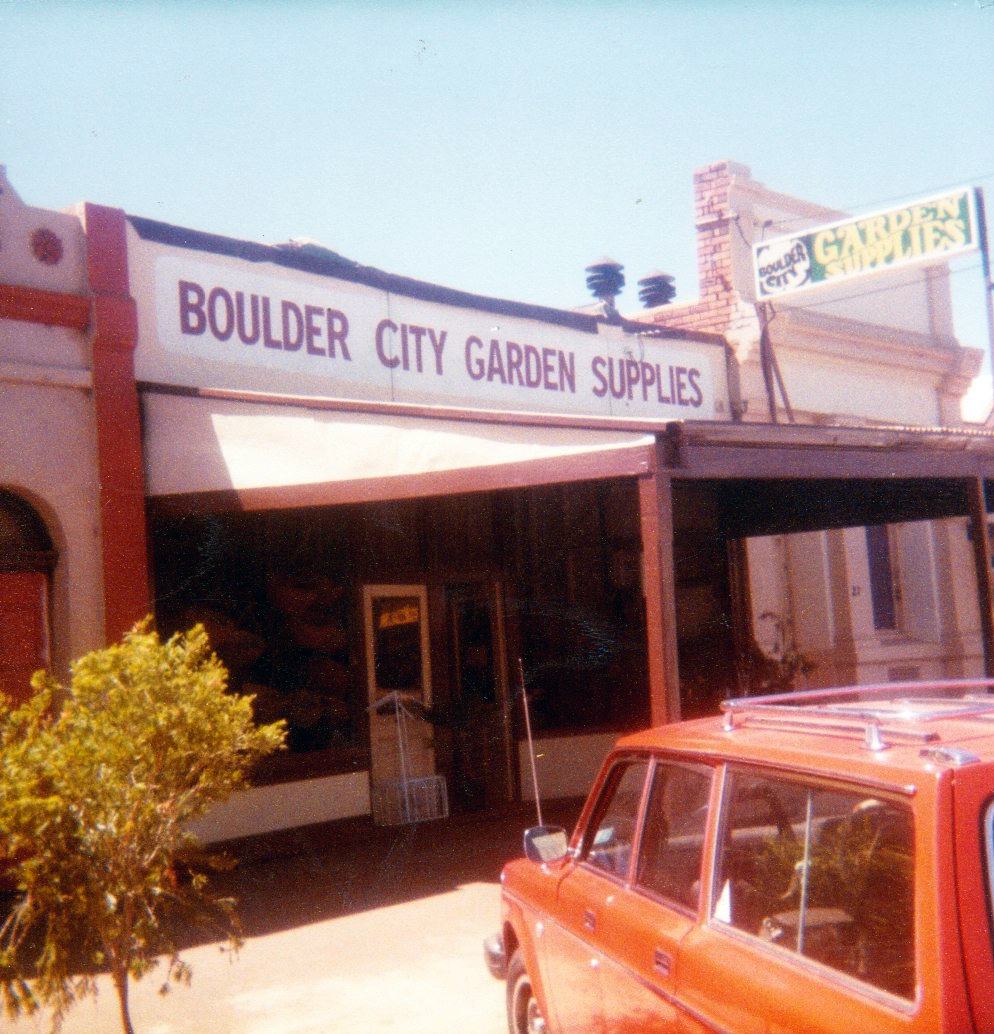 BOULDER CITY GARDEN SUPPLIES
BOULDER
CITY
GARDEN
SUPPLIES